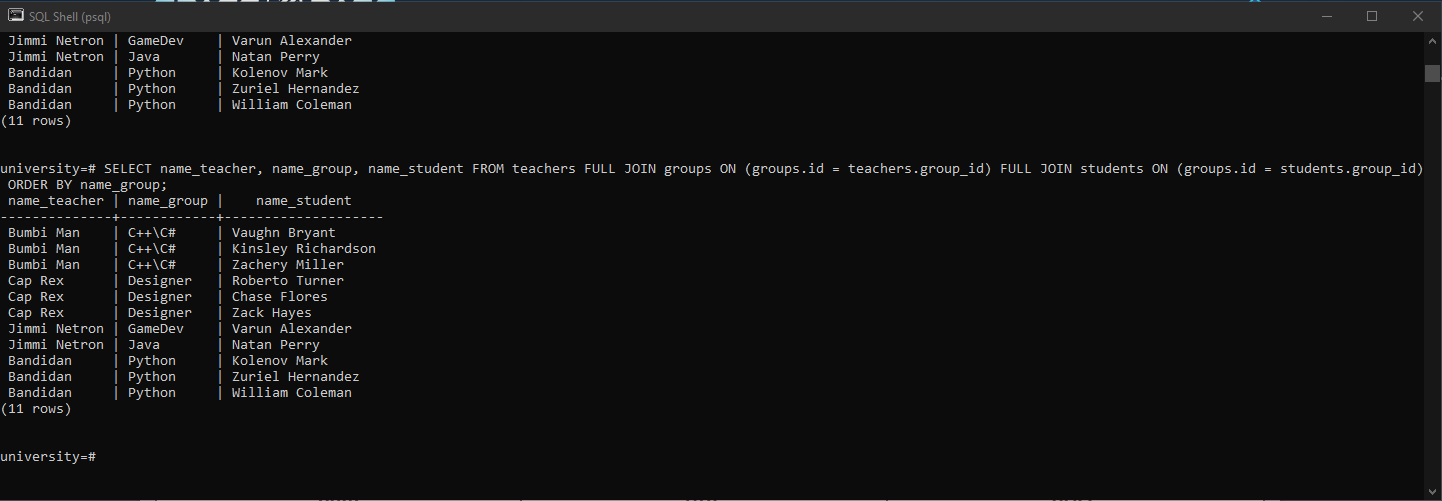 SQL Shell (psql)
 Jimmi Netron | GameDev    | Varun Alexander
 Jimmi Netron | Java       | Natan Perry
 Bandidan     | Python     | Kolenov Mark
 Bandidan     | Python     | Zuriel Hernandez
 Bandidan     | Python     | William Coleman
(11 rows)
university=# SELECT name_teacher, name_group, name_student FROM teachers FULL JOIN groups ON (groups.id = teachers.group_id) FULL JOIN students ON (groups.id = students.group_id)
 ORDER BY name_group;
 name_teacher | name_group |    name_student
--------------+------------+--------------------
 Bumbi Man    | C++\C#     | Vaughn Bryant
 Bumbi Man    | C++\C#     | Kinsley Richardson
 Bumbi Man    | C++\C#     | Zachery Miller
 Cap Rex      | Designer   | Roberto Turner
 Cap Rex      | Designer   | Chase Flores
 Cap Rex      | Designer   | Zack Hayes
 Jimmi Netron | GameDev    | Varun Alexander
 Jimmi Netron | Java       | Natan Perry
 Bandidan     | Python     | Kolenov Mark
 Bandidan     | Python     | Zuriel Hernandez
 Bandidan     | Python     | William Coleman
(11 rows)
university=#